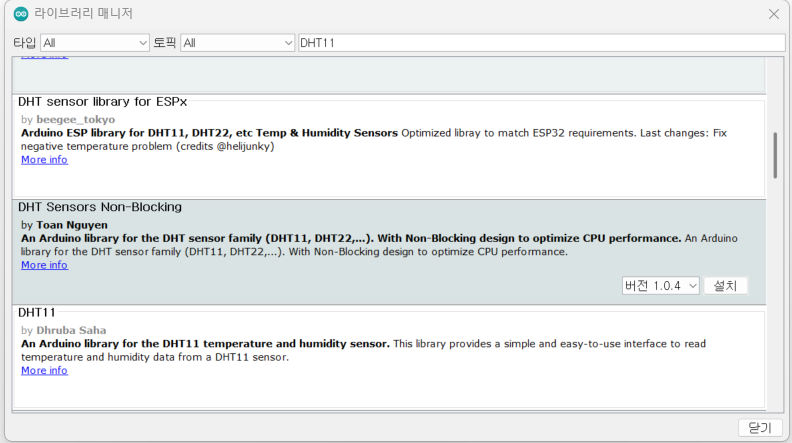 라이브러리 매니저
타입 All 토픽 All DHT11
More info
DHT sensor library for ESPx
by beegee_tokyo
Arduino ESP library for DHT11, DHT22, etc Temp & Humidity Sensors Optimized libray to match ESP32 requirements. Last changes: Fix
negative temperature problem (credits @helijunky)
More info
DHT Sensors Non-Blocking
by Toan Nguyen
An Arduino library for the DHT sensor family (DHT11, DHT22,...). With Non-Blocking design to optimize CPU performance. An Arduino
library for the DHT sensor family (DHT11, DHT22,...). With Non-Blocking design to optimize CPU performance.
More info
버전 1.0.4 설치
DHT11
by Dhruba Saha
An Arduino library for the DHT11 temperature and humidity sensor. This library provides a simple and easy-to-use interface to read
temperature and humidity data from a DHT11 sensor.
More info
닫기